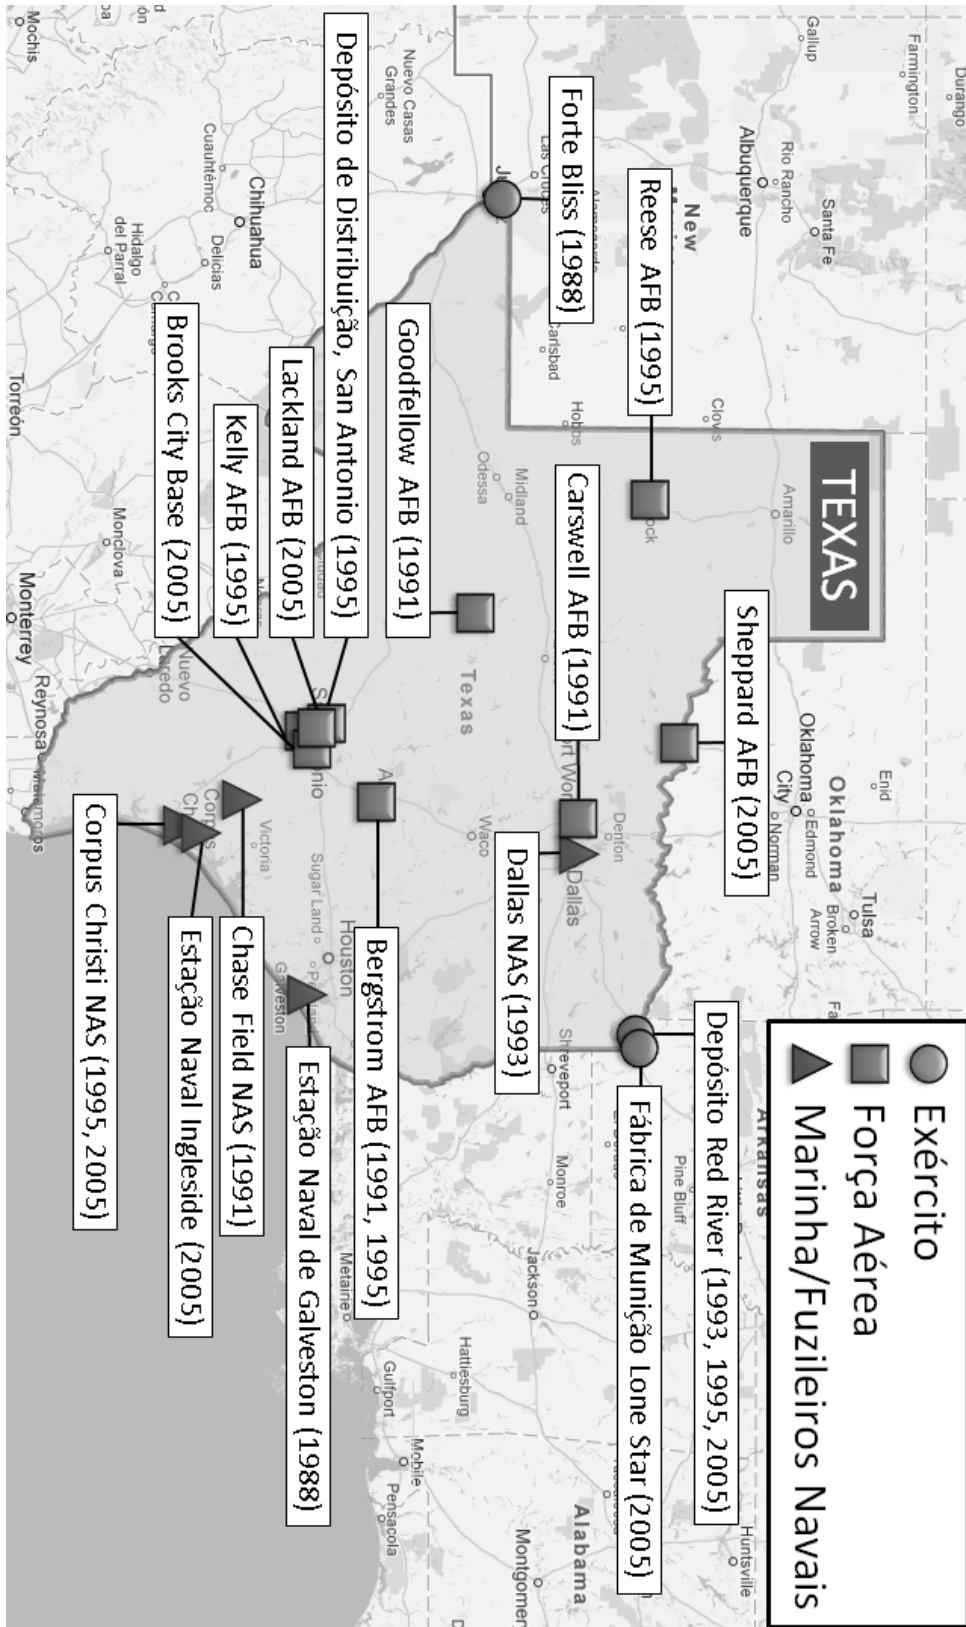 Exército
Força Aérea
Marinha/Fuzileiros Navais
TEXAS
Sheppard AFB (2005)
Reese AFB (1995)
Forte Bliss (1988)
Carswell AFB (1991)
Dallas NAS (1993)
Depósito Red River (1993, 1995, 2005)
Fábrica de Munição Lone Star (2005)
Goodfellow AFB (1991)
Bergstrom AFB (1991, 1995)
Depósito de Distribuição, San Antonio (1995)
Lackland AFB (2005)
Kelly AFB (1995)
Brooks City Base (2005)
Estação Naval de Galveston (1988)
Chase Field NAS (1991)
Estação Naval Ingleside (2005)
Corpus Christi NAS (1995, 2005)
Durango
Farmington
Gallup
Santa Fe
Rio Rancho
Albuquerque
New
Clovis
Amarillo
Enid
Oklahoma
Tulsa
Broken
Arrow
Edmond
Oklahoma
City
Norman
Arkansas
Pine Bluff
Huntsville
Hobbs
Carlsbad
Las Cruces
Midland
Odessa
Denton
Dallas
Shreveport
Monroe
Jackson
Alabama
Montgomer
Texas
Waco
Hattiesburg
Mobile
Gulfport
Pensacola
Metairie
Houston
Sugar Land
Galveston
Victoria
Nuevo Casas
Grandes
Chihuahua
Cuauhtémoc
Delicias
Hidalgo
del Parral
Nuevo
Laredo
Monclova
Torreón
Monterrey
Reynosa
Matamoros
Mochis